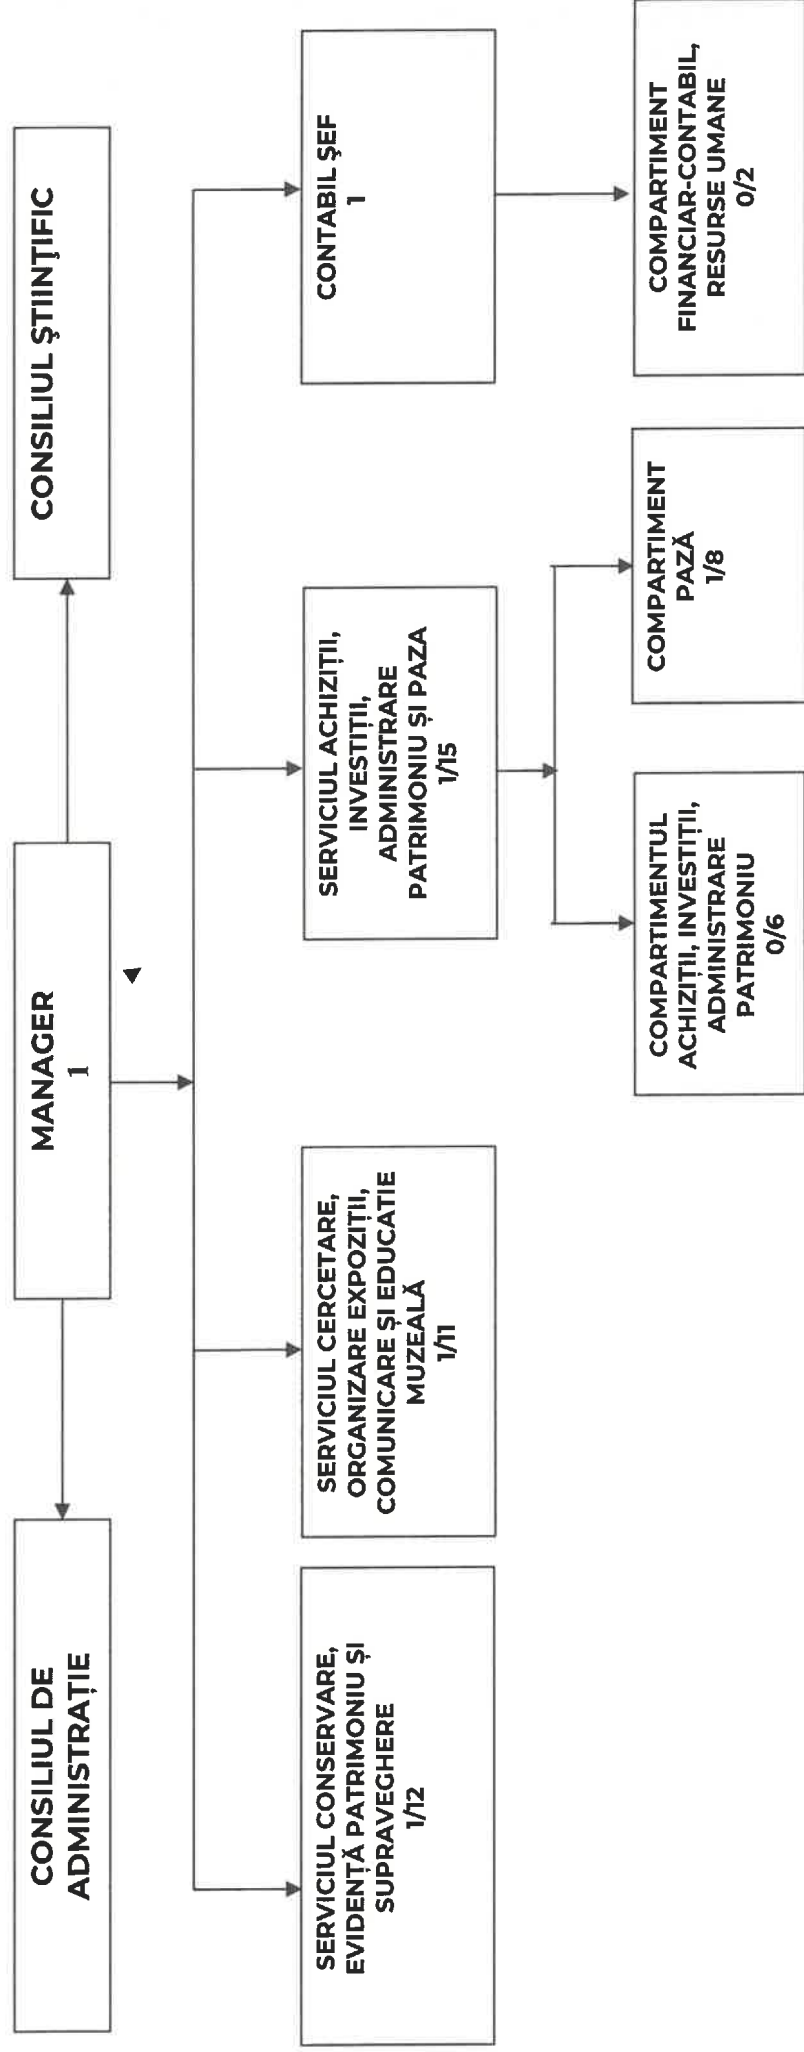 CONSILIUL DE
ADMINISTRAȚIE
MANAGER
1
CONSILIUL ŞTIINŢIFIC
SERVICIUL CONSERVARE,
EVIDENȚĂ PATRIMONIU ȘI
SUPRAVEGHERE
1/12
SERVICIUL CERCETARE,
ORGANIZARE EXPOZIȚII,
COMUNICARE ȘI EDUCATIE
MUZEALĂ
1/11
SERVICIUL ACHIZIȚII,
INVESTIȚII,
ADMINISTRARE
PATRIMONIU ȘI PAZA
1/15
CONTABIL ȘEF
1
COMPARTIMENTUL
ACHIZIȚII, INVESTIȚII,
ADMINISTRARE
PATRIMONIU
0/6
COMPARTIMENT
PAZĂ
1/8
COMPARTIMENT
FINANCIAR-CONTABIL,
RESURSE UMANE
0/2